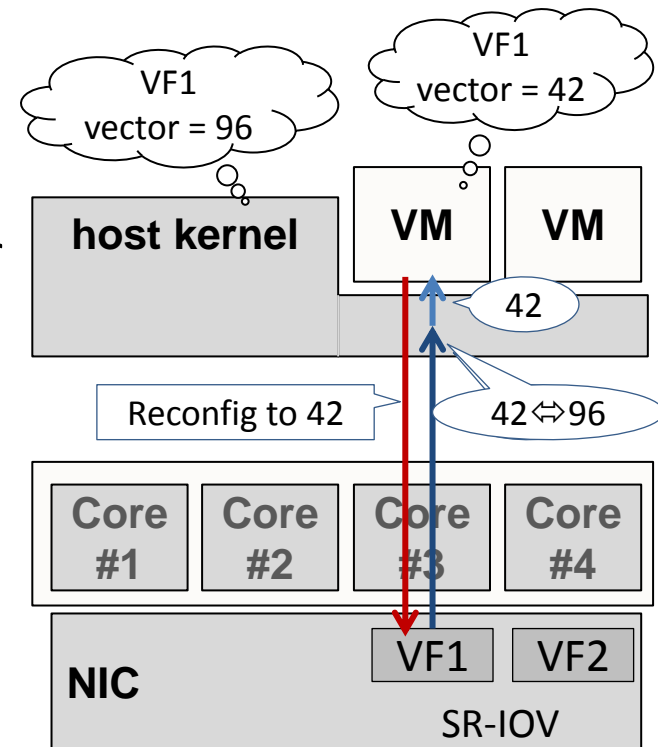 VF1
vector = 96
VF1
vector = 42
host kernel
VM
VM
42
Reconfig to 42
42⇔96
Core
#1
Core
#2
Core
#3
Core
#4
NIC
VF1
VF2
SR-IOV